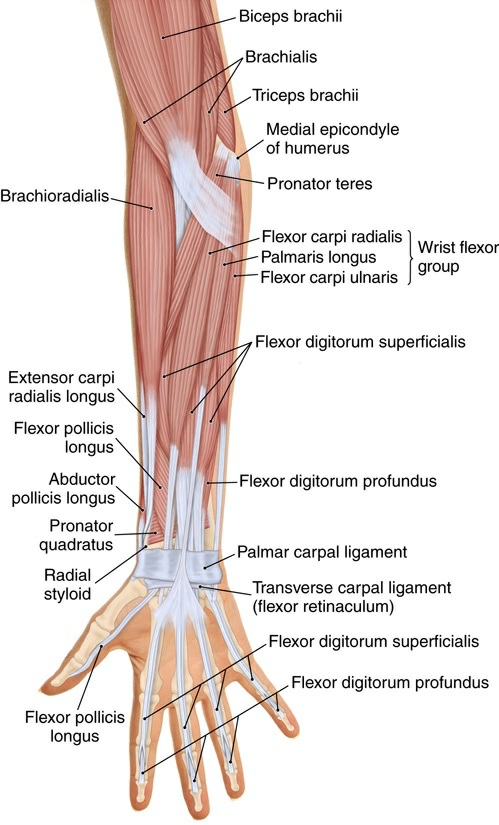 Biceps brachii
Brachialis
Triceps brachii
Medial epicondyle
of humerus
Pronator teres
Brachioradialis
Flexor carpi radialis
Palmaris longus
Flexor carpi ulnaris
Wrist flexor
group
Flexor digitorum superficialis
Extensor carpi
radialis longus
Flexor pollicis
longus
Abductor
pollicis longus
Flexor digitorum profundus
Pronator
quadratus
Palmar carpal ligament
Radial
styloid
Transverse carpal ligament
(flexor retinaculum)
Flexor digitorum superficialis
Flexor digitorum profundus
Flexor pollicis
longus